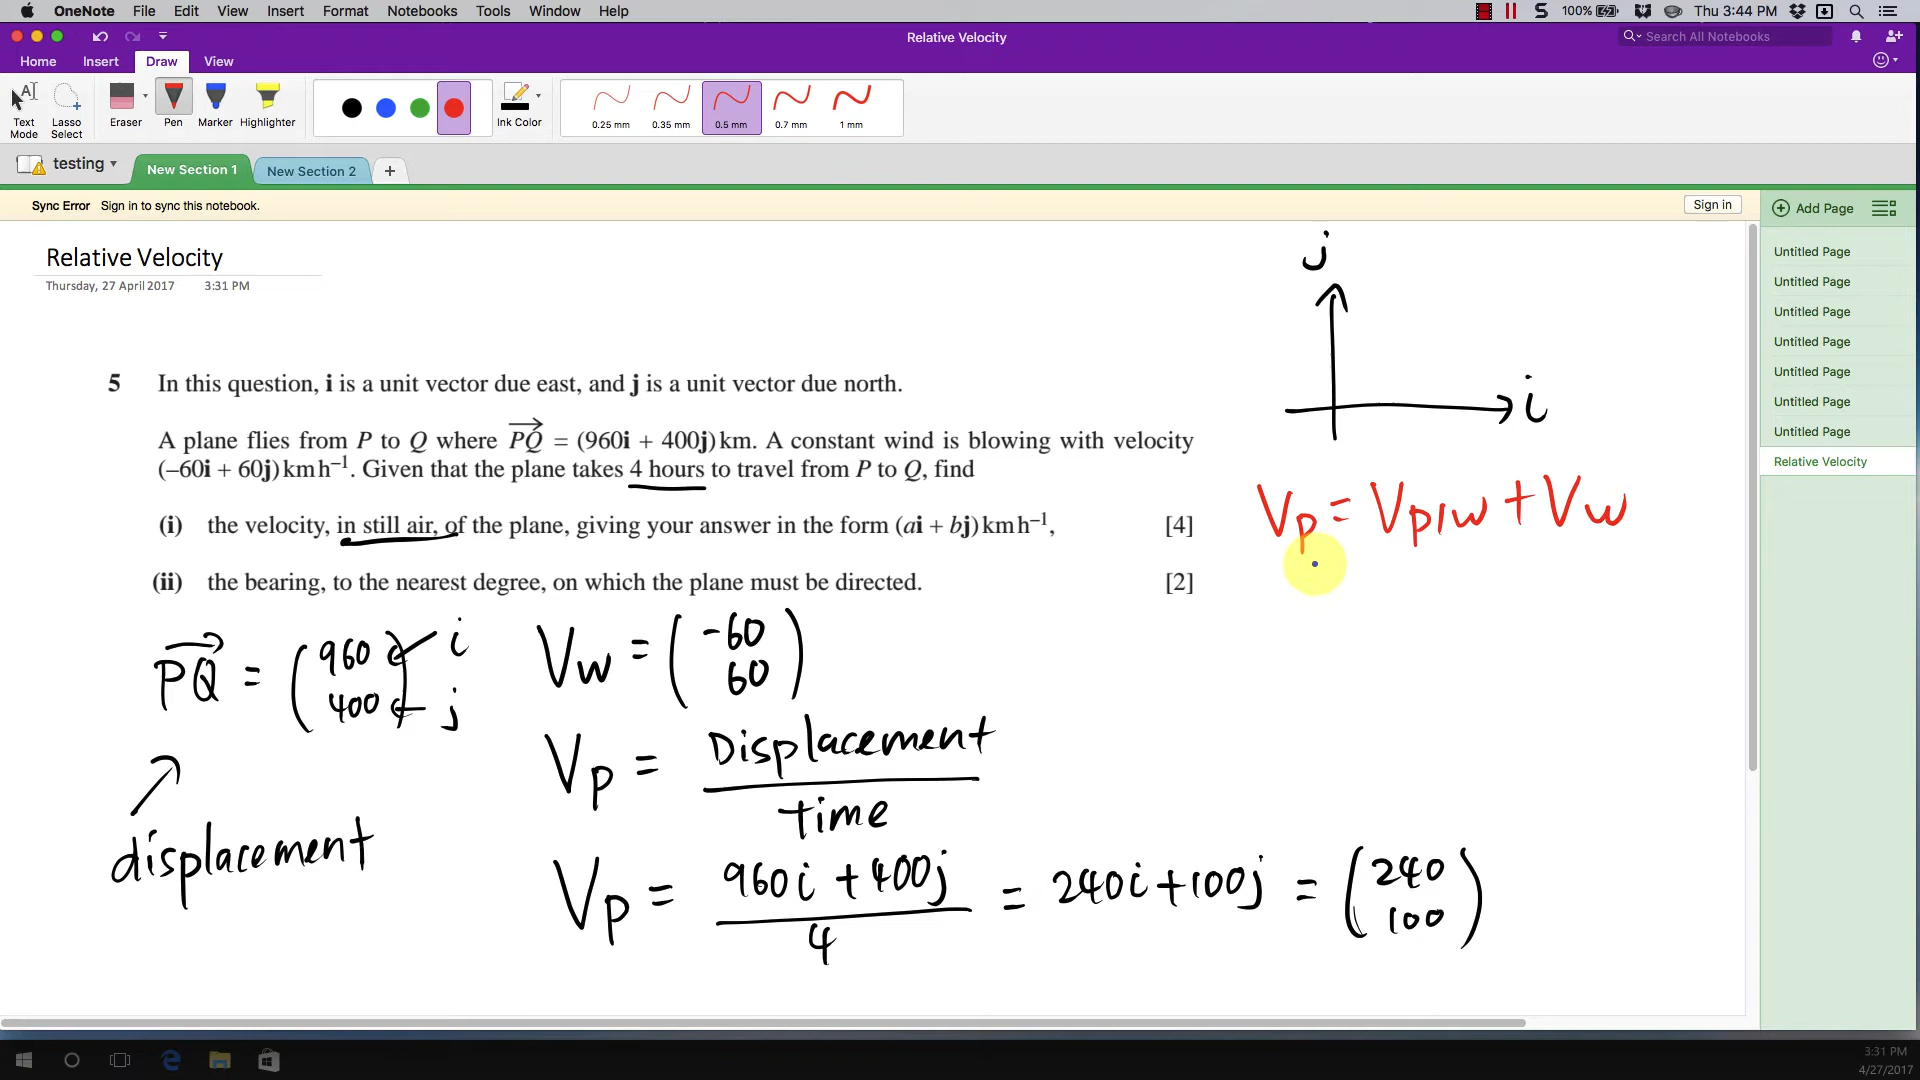 OneNote File Edit View Insert Format Notebooks Tools Window Help 100% Thu 3:44 PM
Relative Velocity
Search All Notebooks
Home Insert Draw View
Text Mode
Lasso Select
Eraser
Pen
Marker
Highlighter
Ink Color
0.25 mm 0.35 mm 0.5 mm 0.7 mm 1 mm
testing New Section 1 New Section 2 +
Sync Error Sign in to sync this notebook. Sign in
Add Page
Untitled Page
Untitled Page
Untitled Page
Untitled Page
Untitled Page
Untitled Page
Untitled Page
Relative Velocity
Relative Velocity
Thursday, 27 April 2017 3:31 PM
j
i
5 In this question, i is a unit vector due east, and j is a unit vector due north.
A plane flies from P to Q where PQ→ = (960i + 400j) km. A constant wind is blowing with velocity
(–60i + 60j) km h⁻¹. Given that the plane takes 4 hours to travel from P to Q, find
(i) the velocity, in still air, of the plane, giving your answer in the form (ai + bj) km h⁻¹, [4]
(ii) the bearing, to the nearest degree, on which the plane must be directed. [2]
Vp = Vp/w + Vw
PQ→ = (960 400) i j
displacement
Vw = (-60 60)
Vp = Displacement / time
Vp = 960i + 400j / 4 = 240i + 100j = (240 100)
3:31 PM
4/27/2017